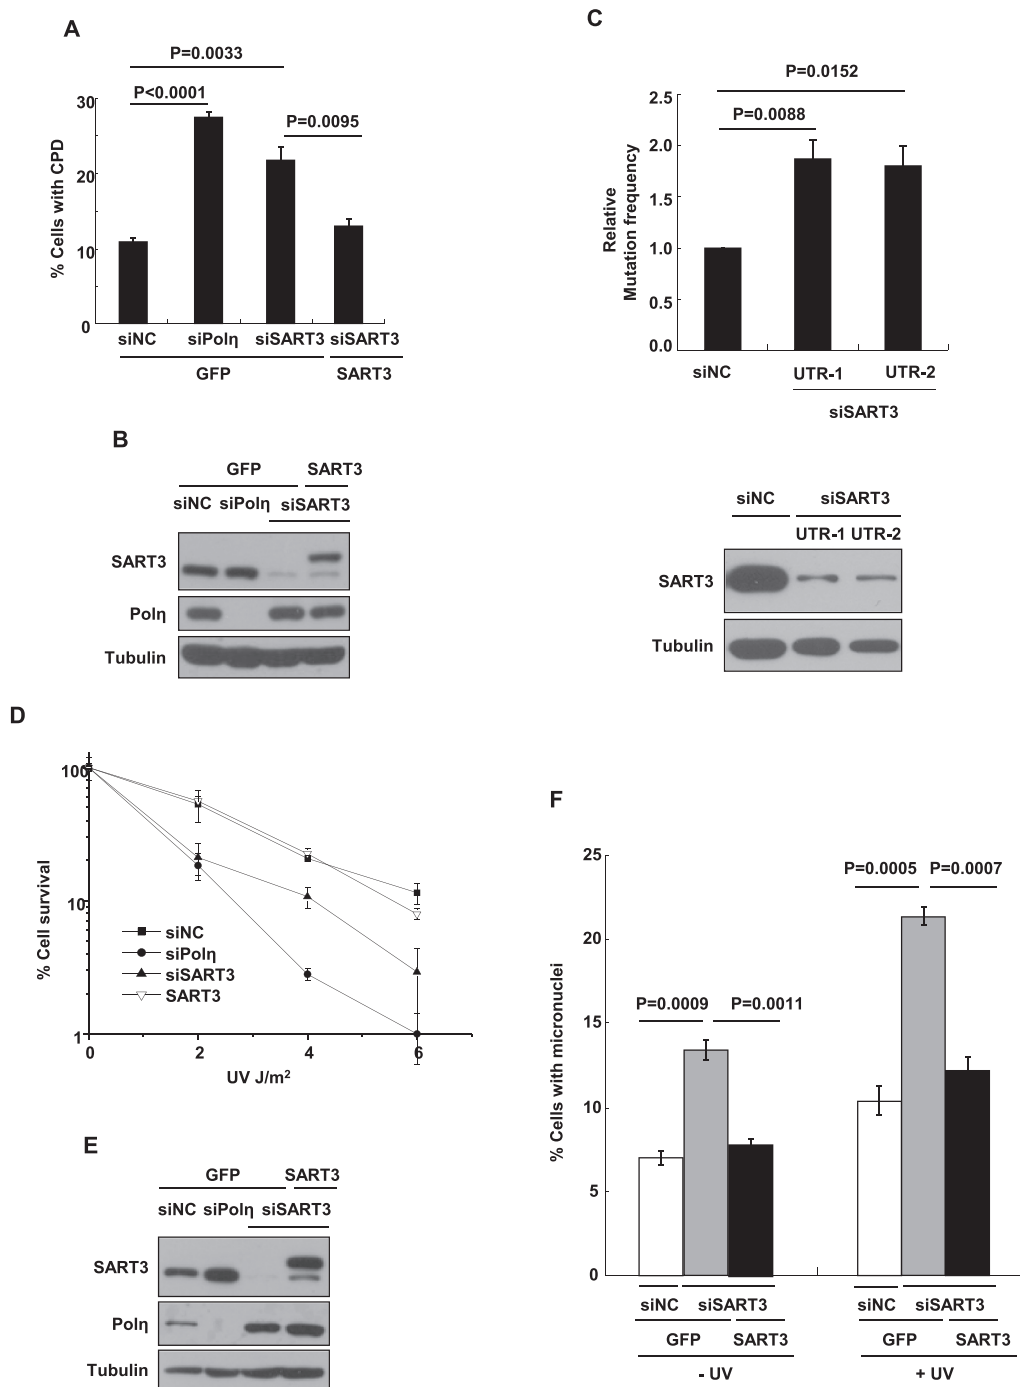 A
P=0.0033
P<0.0001
P=0.0095
30
20
10
0
% Cells with CPD
siNC siPolη siSART3 siSART3
GFP SART3
C
P=0.0152
P=0.0088
2.5
2.0
1.5
1.0
0.5
0.0
Relative
Mutation frequency
siNC UTR-1 UTR-2
siSART3
B
GFP SART3
siNC siPolη siSART3
SART3
Polη
Tubulin
siNC siSART3
UTR-1 UTR-2
SART3
Tubulin
D
100
10
1
% Cell survival
siNC
siPolη
siSART3
SART3
0 2 4 6
UV J/m²
E
GFP SART3
siNC siPolη siSART3
SART3
Polη
Tubulin
F
25
20
15
10
5
0
% Cells with micronuclei
P=0.0005 P=0.0007
P=0.0009 P=0.0011
siNC siSART3 siNC siSART3
GFP SART3 GFP SART3
- UV + UV